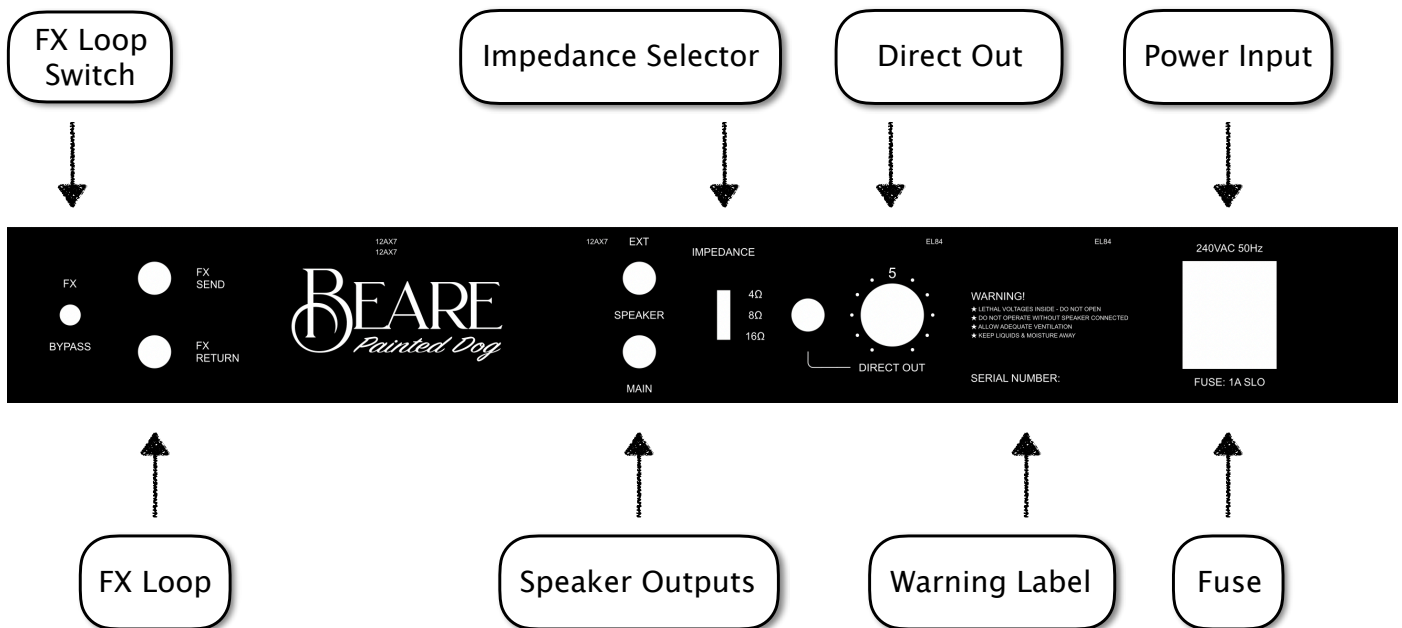 FX Loop
Switch
Impedance Selector
Direct Out
Power Input
12AX7
12AX7
12AX7
EXT
EL84
EL84
240VAC 50Hz
IMPEDANCE
FX
FX
SEND
5
4Ω
8Ω
16Ω
SPEAKER
BEARE
Painted Dog
WARNING!
★ LETHAL VOLTAGES INSIDE - DO NOT OPEN
★ DO NOT OPERATE WITHOUT SPEAKER CONNECTED
★ ALLOW ADEQUATE VENTILATION
★ KEEP LIQUIDS & MOISTURE AWAY
BYPASS
FX
RETURN
DIRECT OUT
MAIN
SERIAL NUMBER:
FUSE: 1A SLO
FX Loop
Speaker Outputs
Warning Label
Fuse